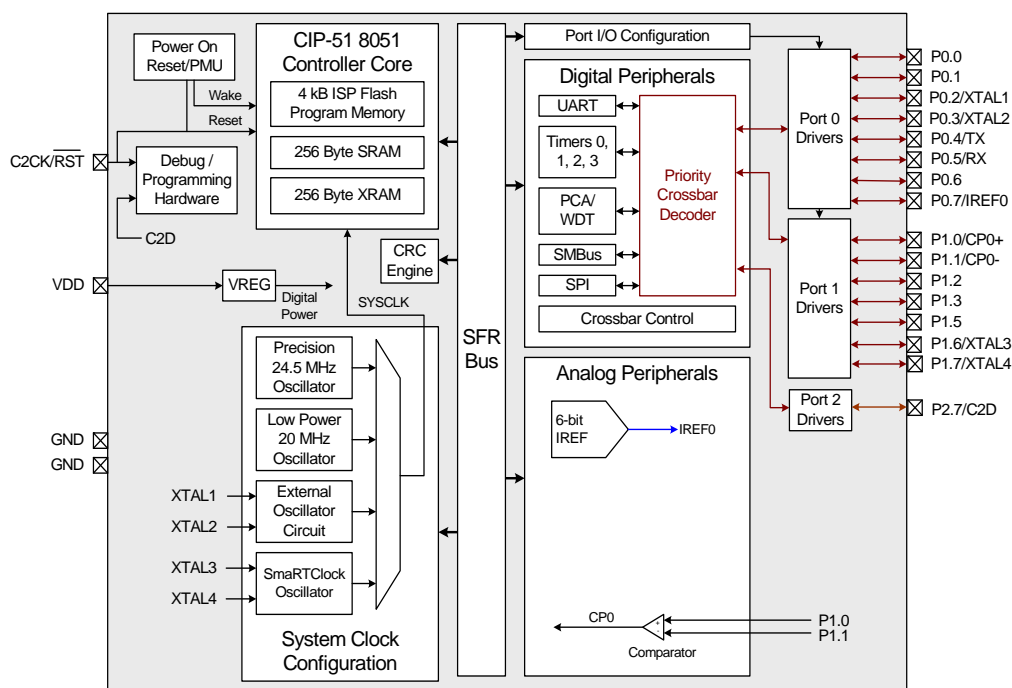 Power On
Reset/PMU
Wake
Reset
C2CK/RST
Debug /
Programming
Hardware
C2D
VDD
VREG
Digital
Power
GND
GND
CIP-51 8051
Controller Core
4 kB ISP Flash
Program Memory
256 Byte SRAM
256 Byte XRAM
CRC
Engine
SYSCLK
Precision
24.5 MHz
Oscillator
Low Power
20 MHz
Oscillator
XTAL1
XTAL2
External
Oscillator
Circuit
XTAL3
XTAL4
SmaRTClock
Oscillator
System Clock
Configuration
SFR
Bus
Port I/O Configuration
Digital Peripherals
UART
Timers 0,
1, 2, 3
PCA/
WDT
SMBus
SPI
Priority
Crossbar
Decoder
Crossbar Control
Analog Peripherals
6-bit
IREF
IREF0
CP0
+
-
Comparator
P1.0
P1.1
Port 0
Drivers
Port 1
Drivers
Port 2
Drivers
P0.0
P0.1
P0.2/XTAL1
P0.3/XTAL2
P0.4/TX
P0.5/RX
P0.6
P0.7/IREF0
P1.0/CP0+
P1.1/CP0-
P1.2
P1.3
P1.5
P1.6/XTAL3
P1.7/XTAL4
P2.7/C2D